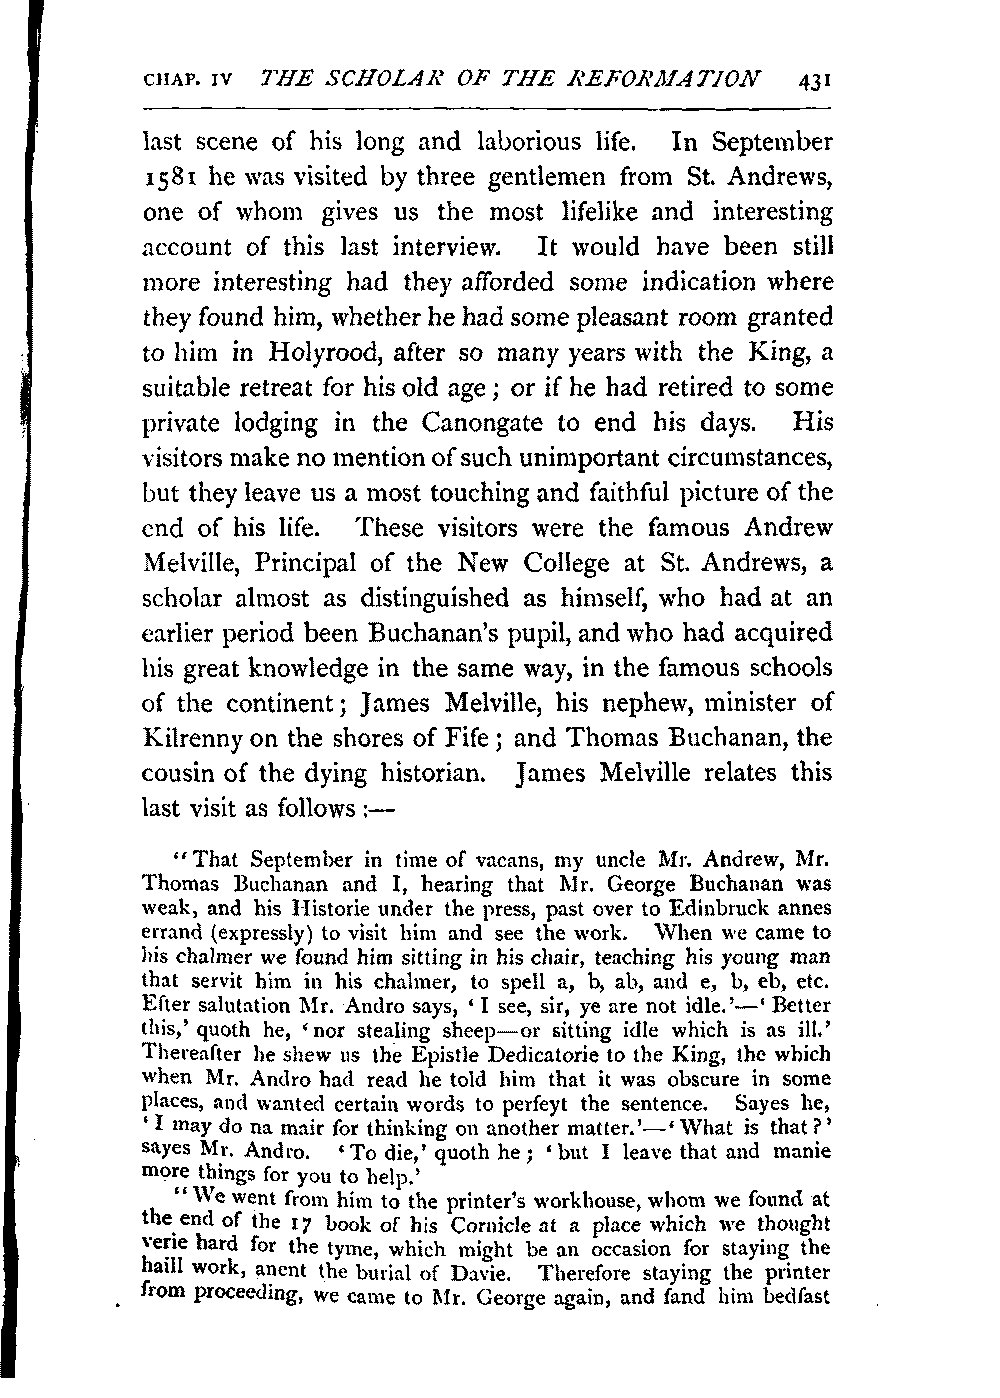 CHAP. IV THE SCHOLAR OF THE REFORMATION 431
last scene of his long and laborious life. In September
1581 he was visited by three gentlemen from St. Andrews,
one of whom gives us the most lifelike and interesting
account of this last interview. It would have been still
more interesting had they afforded some indication where
they found him, whether he had some pleasant room granted
to him in Holyrood, after so many years with the King, a
suitable retreat for his old age; or if he had retired to some
private lodging in the Canongate to end his days. His
visitors make no mention of such unimportant circumstances,
but they leave us a most touching and faithful picture of the
end of his life. These visitors were the famous Andrew
Melville, Principal of the New College at St. Andrews, a
scholar almost as distinguished as himself, who had at an
earlier period been Buchanan's pupil, and who had acquired
his great knowledge in the same way, in the famous schools
of the continent; James Melville, his nephew, minister of
Kilrenny on the shores of Fife; and Thomas Buchanan, the
cousin of the dying historian. James Melville relates this
last visit as follows:—
"That September in time of vacans, my uncle Mr. Andrew, Mr.
Thomas Buchanan and I, hearing that Mr. George Buchanan was
weak, and his Historie under the press, past over to Edinbruck annes
errand (expressly) to visit him and see the work. When we came to
his chalmer we found him sitting in his chair, teaching his young man
that servit him in his chalmer, to spell a, b, ab, and e, b, eb, etc.
Efter salutation Mr. Andro says, 'I see, sir, ye are not idle.'—'Better
this,' quoth he, 'nor stealing sheep—or sitting idle which is as ill.'
Thereafter he shew us the Epistle Dedicatorie to the King, the which
when Mr. Andro had read he told him that it was obscure in some
places, and wanted certain words to perfeyt the sentence. Sayes he,
'I may do na mair for thinking on another matter.'—'What is that?'
sayes Mr. Andro. 'To die,' quoth he; 'but I leave that and manie
more things for you to help.'
"We went from him to the printer's workhouse, whom we found at
the end of the 17 book of his Cornicle at a place which we thought
verie hard for the tyme, which might be an occasion for staying the
haill work, anent the burial of Davie. Therefore staying the printer
from proceeding, we came to Mr. George again, and fand him bedfast